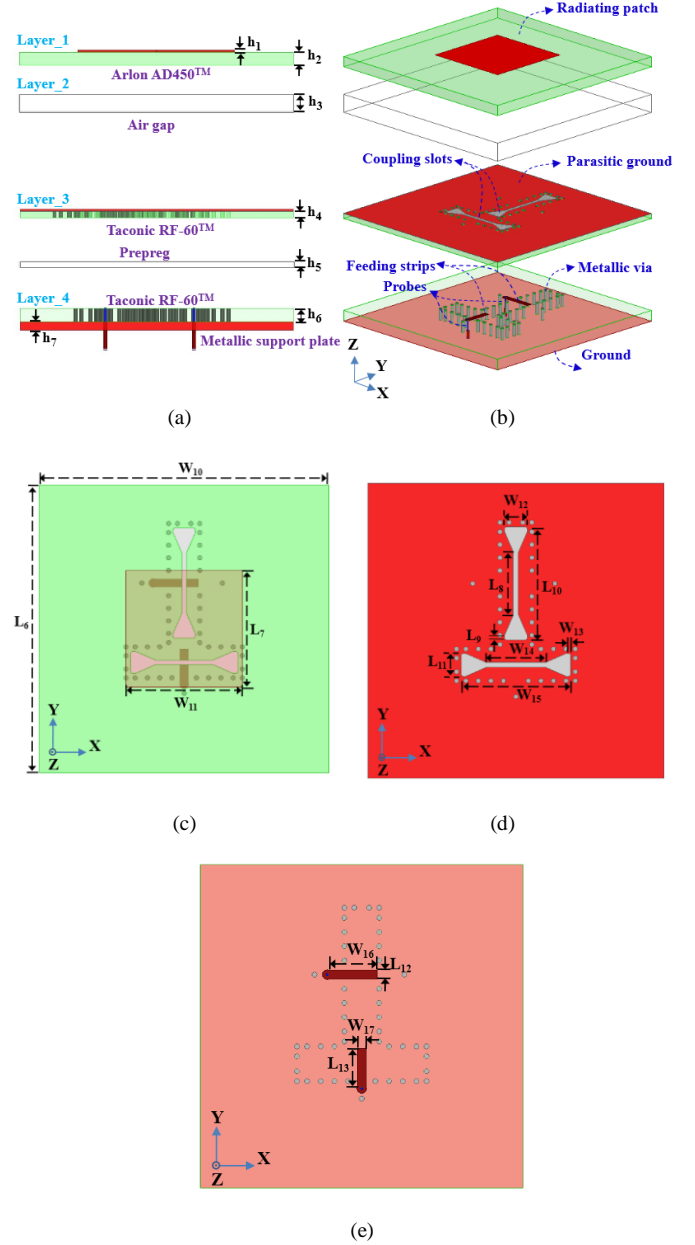 Layer_1
h₁
h₂
Arlon AD450™
Layer_2
h₃
Air gap
Layer_3
h₄
Taconic RF-60™
Prepreg
h₅
Layer_4
Taconic RF-60™
h₆
h₇
Metallic support plate
(a)
Radiating patch
Coupling slots
Parasitic ground
Feeding strips
Metallic via
Probes
Z
Y
X
Ground
(b)
W₁₀
L₆
L₇
W₁₁
Y
X
Z
(c)
W₁₂
L₈
L₁₀
L₉
W₁₃
W₁₄
L₁₁
W₁₅
Y
X
Z
(d)
W₁₆
L₁₂
W₁₇
L₁₃
Y
X
Z
(e)